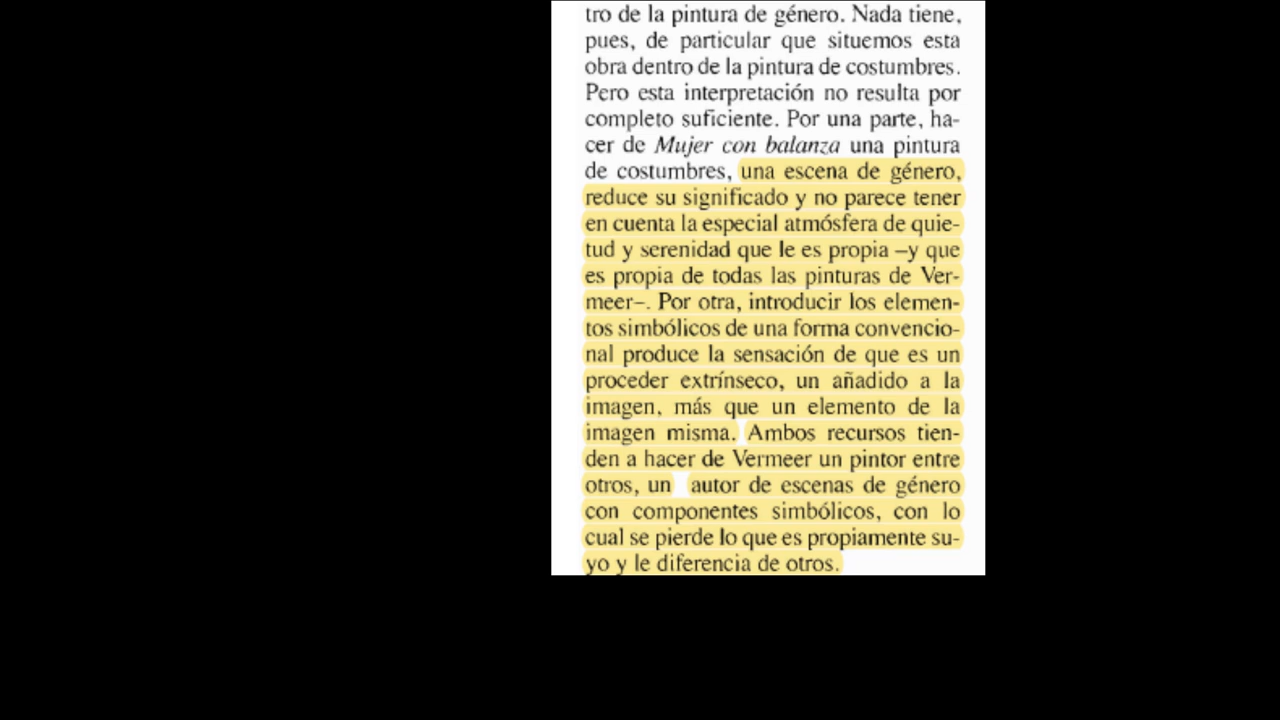 tro de la pintura de género. Nada tiene,
pues, de particular que situemos esta
obra dentro de la pintura de costumbres.
Pero esta interpretación no resulta por
completo suficiente. Por una parte, ha-
cer de Mujer con balanza una pintura
de costumbres, una escena de género,
reduce su significado y no parece tener
en cuenta la especial atmósfera de quie-
tud y serenidad que le es propia –y que
es propia de todas las pinturas de Ver-
meer–. Por otra, introducir los elemen-
tos simbólicos de una forma convencio-
nal produce la sensación de que es un
proceder extrínseco, un añadido a la
imagen, más que un elemento de la
imagen misma. Ambos recursos tien-
den a hacer de Vermeer un pintor entre
otros, un autor de escenas de género
con componentes simbólicos, con lo
cual se pierde lo que es propiamente su-
yo y le diferencia de otros.